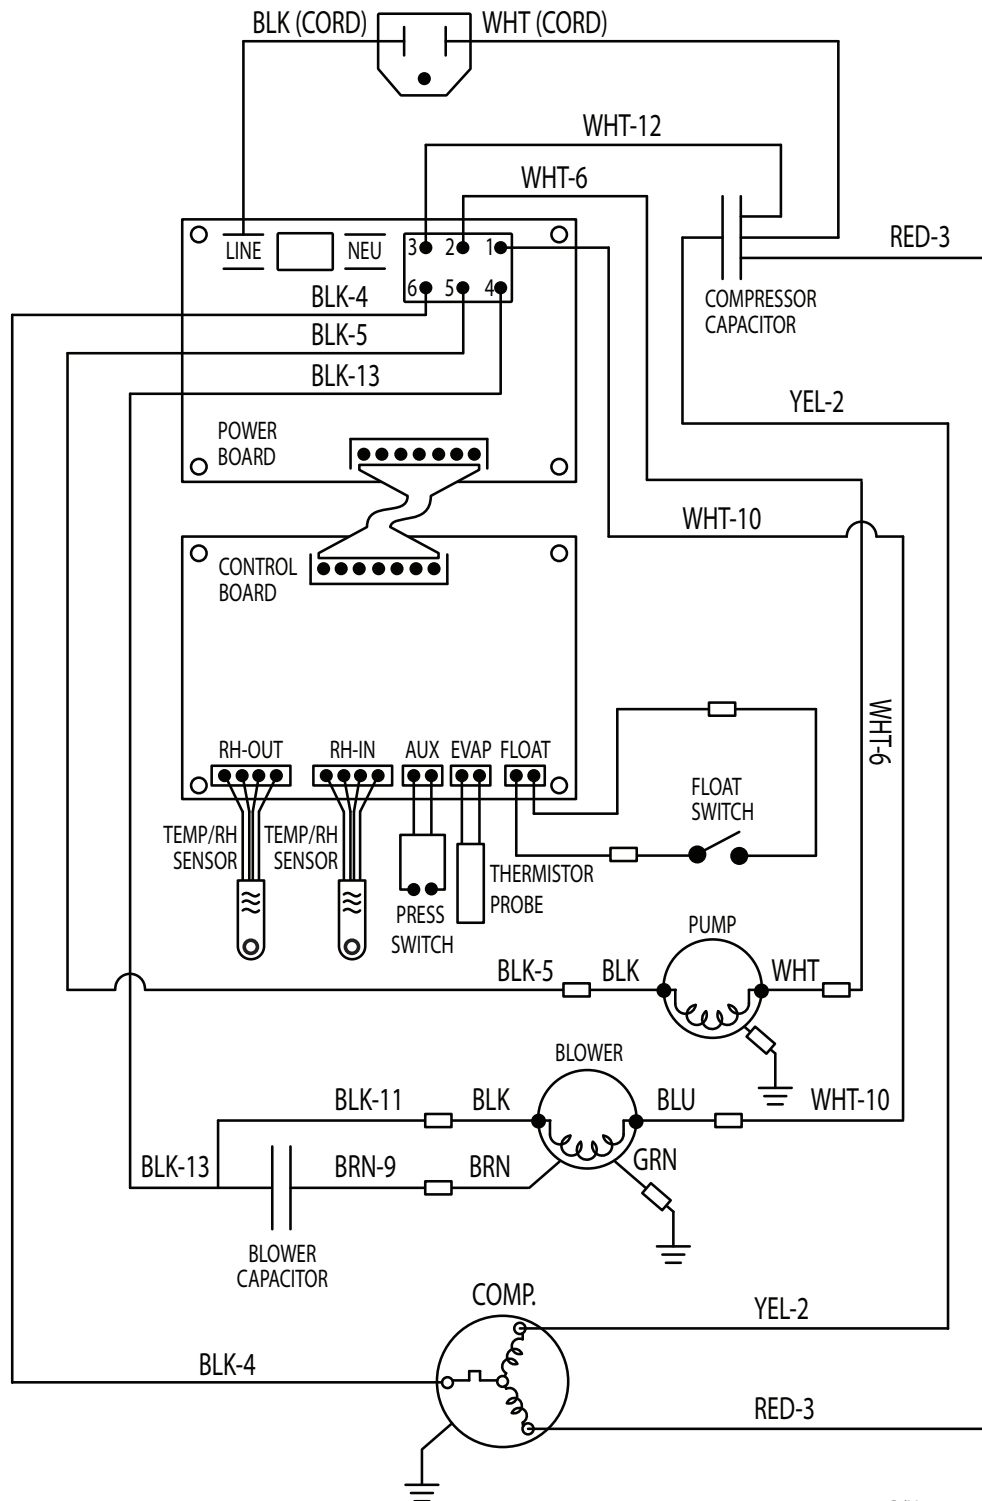 BLK (CORD)
WHT (CORD)
WHT-12
WHT-6
LINE
NEU
3 2 1
6 5 4
RED-3
COMPRESSOR
CAPACITOR
BLK-4
BLK-5
BLK-13
YEL-2
POWER
BOARD
WHT-10
CONTROL
BOARD
WHT-6
RH-OUT
RH-IN
AUX
EVAP
FLOAT
FLOAT
SWITCH
TEMP/RH
SENSOR
TEMP/RH
SENSOR
THERMISTOR
PROBE
PRESS
SWITCH
PUMP
BLK-5
BLK
WHT
BLOWER
BLK-11
BLK
BLU
WHT-10
BLK-13
BRN-9
BRN
GRN
BLOWER
CAPACITOR
COMP.
YEL-2
BLK-4
RED-3